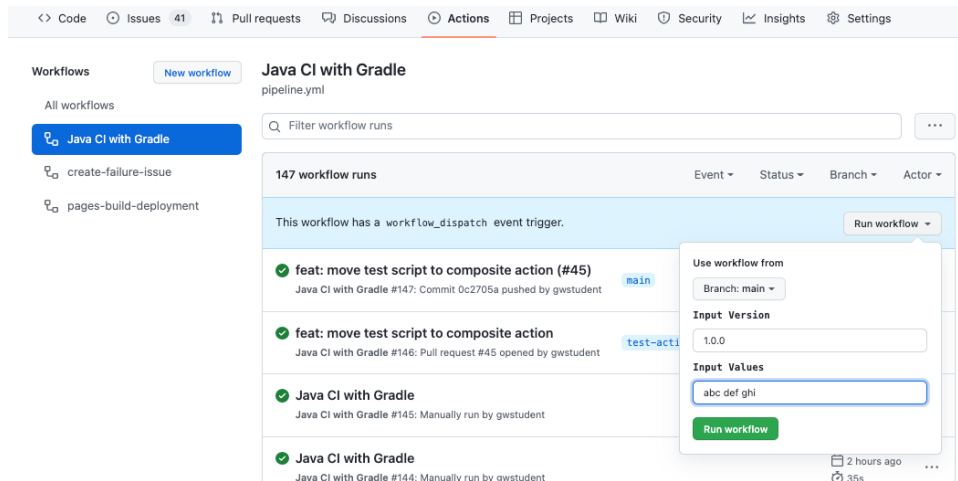 Code Issues 41 Pull requests Discussions Actions Projects Wiki Security Insights Settings
Workflows
New workflow
All workflows
Java CI with Gradle
create-failure-issue
pages-build-deployment
Java CI with Gradle
pipeline.yml
Filter workflow runs
147 workflow runs
Event Status Branch Actor
This workflow has a workflow_dispatch event trigger.
Run workflow
feat: move test script to composite action (#45)
Java CI with Gradle #147: Commit 0c2705a pushed by gwstudent
main
feat: move test script to composite action
Java CI with Gradle #146: Pull request #45 opened by gwstudent
test-acti
Java CI with Gradle
Java CI with Gradle #145: Manually run by gwstudent
Java CI with Gradle
Java CI with Gradle #144: Manually run by gwstudent
2 hours ago
35s
Use workflow from
Branch: main
Input Version
1.0.0
Input Values
abc def ghi
Run workflow